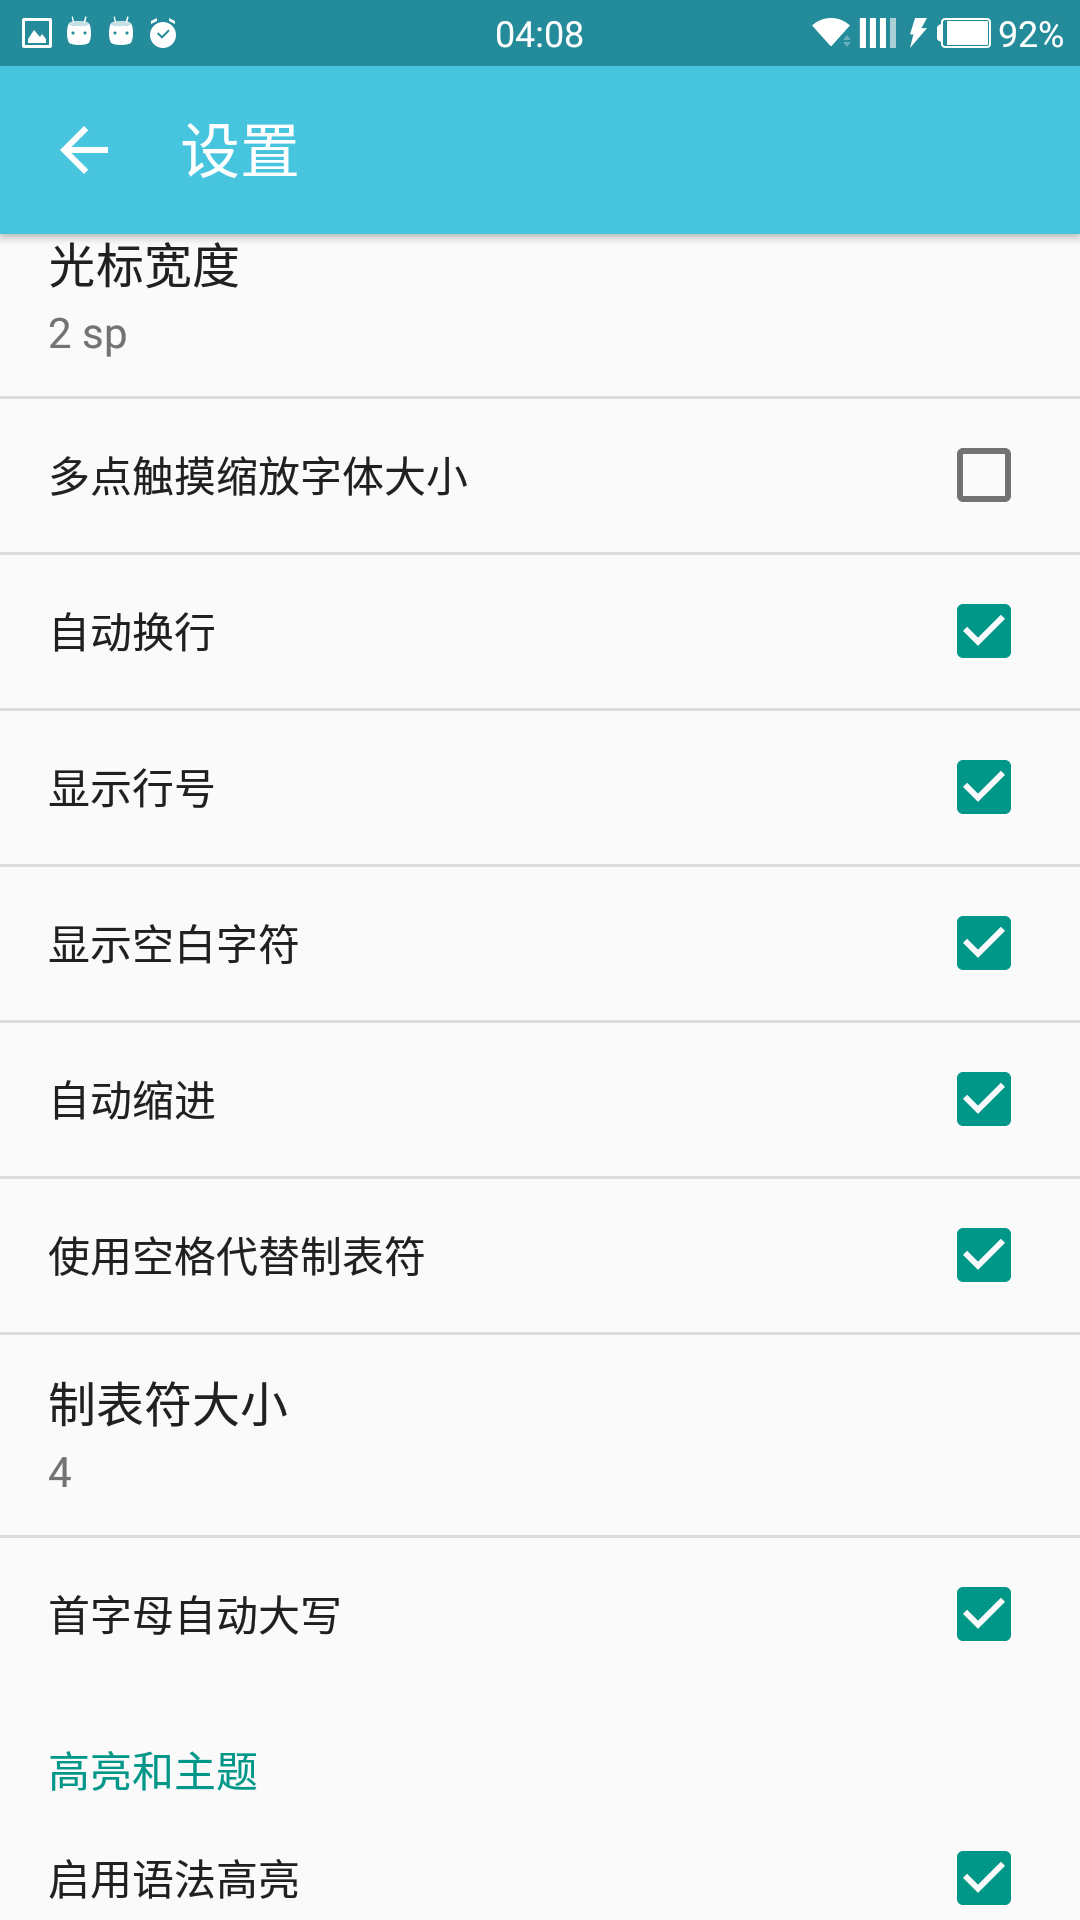 04:08
92%
设置
光标宽度
2 sp
多点触摸缩放字体大小
自动换行
显示行号
显示空白字符
自动缩进
使用空格代替制表符
制表符大小
4
首字母自动大写
高亮和主题
启用语法高亮